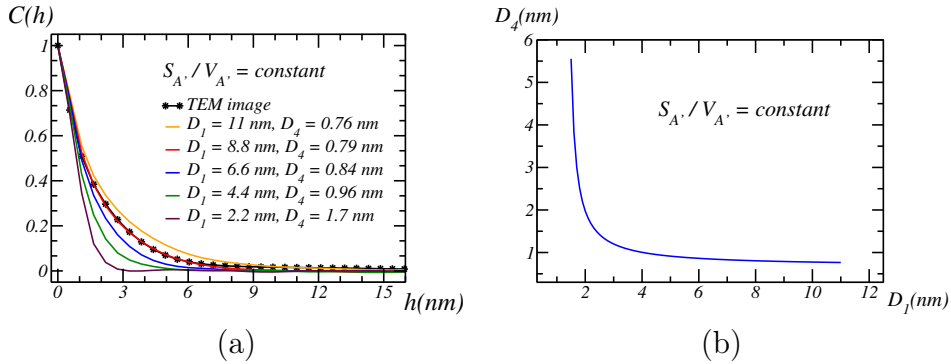 C(h)
1
0.8
0.6
0.4
0.2
0
S_A' / V_A' = constant
TEM image
D_1 = 11 nm, D_4 = 0.76 nm
D_1 = 8.8 nm, D_4 = 0.79 nm
D_1 = 6.6 nm, D_4 = 0.84 nm
D_1 = 4.4 nm, D_4 = 0.96 nm
D_1 = 2.2 nm, D_4 = 1.7 nm
0 3 6 9 12 15
h(nm)
(a)
D_4(nm)
6
5
4
3
2
1
S_A' / V_A' = constant
2 4 6 8 10 12
D_1(nm)
(b)